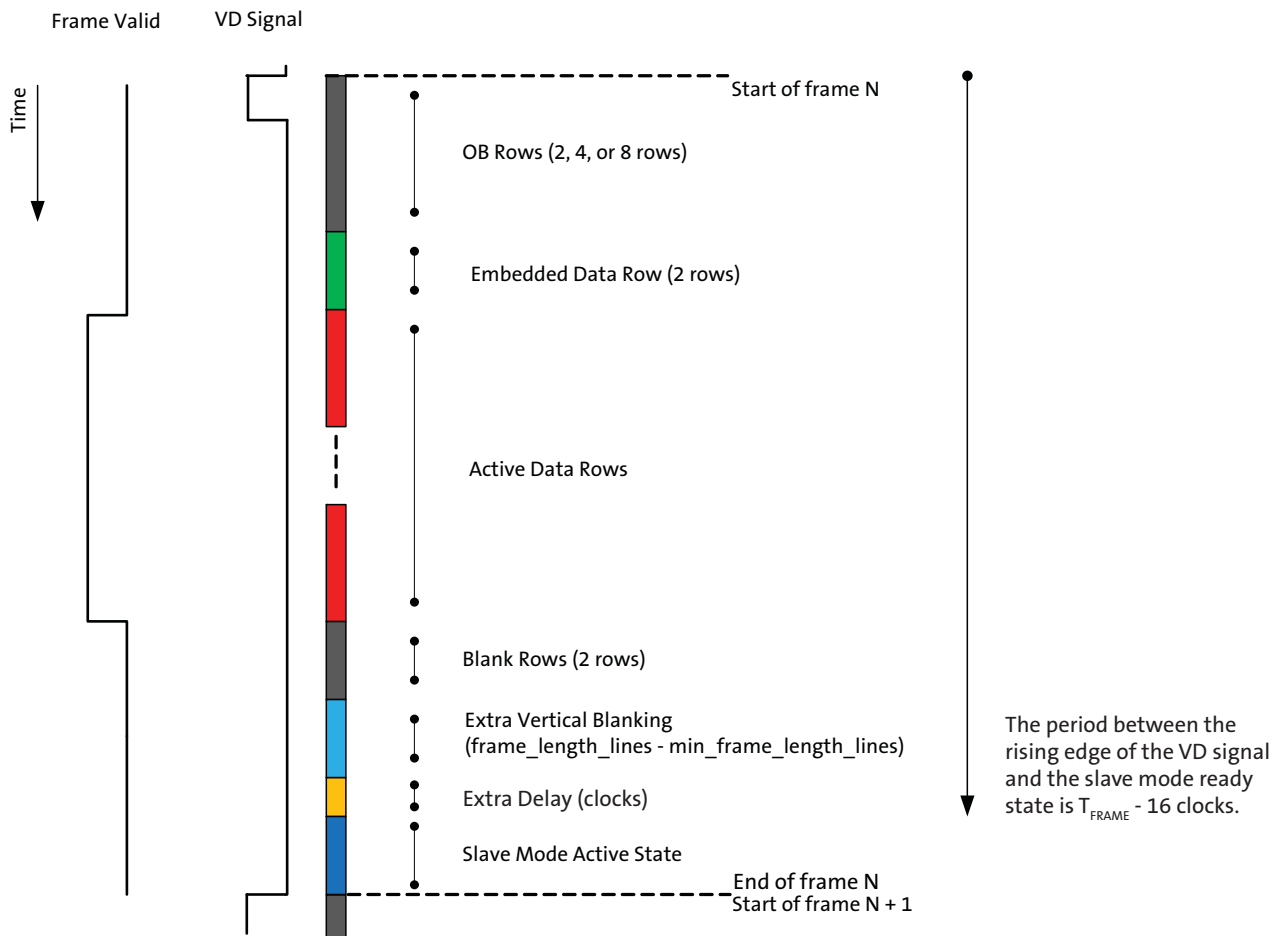 Frame Valid
VD Signal
Time
Start of frame N
OB Rows (2, 4, or 8 rows)
Embedded Data Row (2 rows)
Active Data Rows
Blank Rows (2 rows)
Extra Vertical Blanking
(frame_length_lines - min_frame_length_lines)
Extra Delay (clocks)
Slave Mode Active State
End of frame N
Start of frame N + 1
The period between the
rising edge of the VD signal
and the slave mode ready
state is TFRAME - 16 clocks.